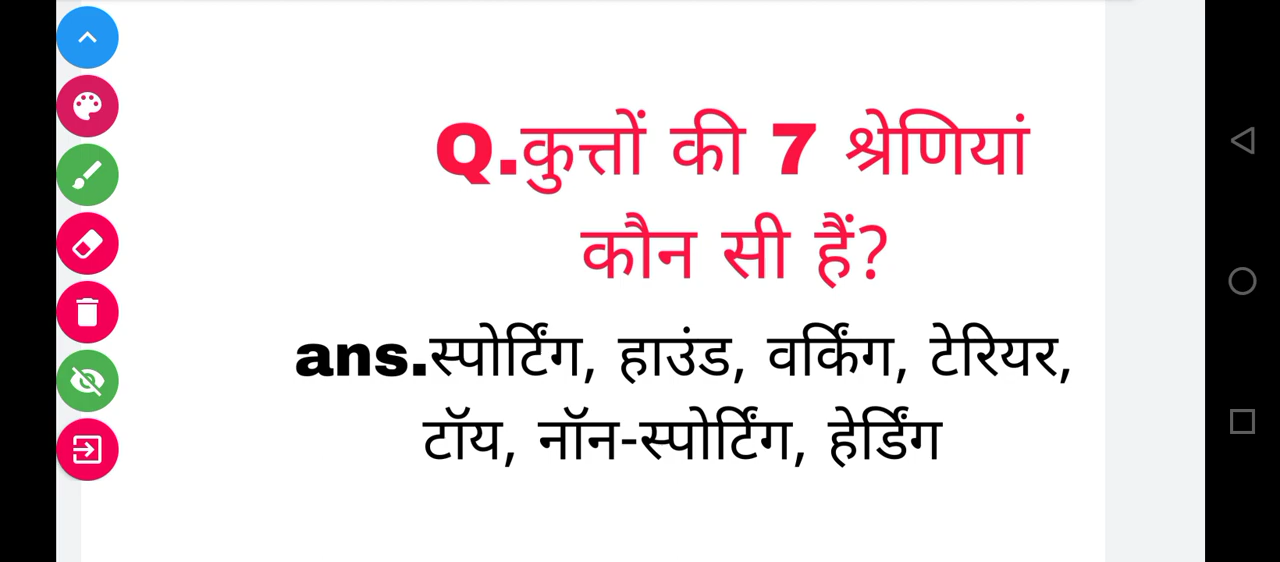 Q.कुत्तों की 7 श्रेणियां
कौन सी हैं?
ans.स्पोर्टिंग, हाउंड, वर्किंग, टेरियर,
टॉय, नॉन-स्पोर्टिंग, हेर्डिंग